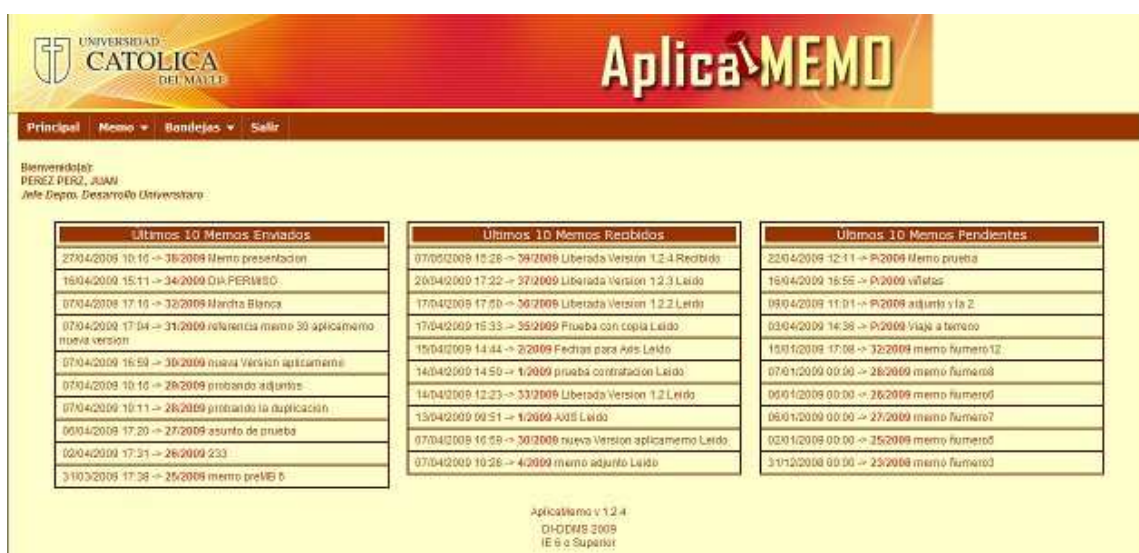 UNIVERSIDAD
CATOLICA
DEL MAULE
AplicaMEMO
Principal Memo Bandejas Salir
Bienvenido(a):
PEREZ PERZ, JUAN
Jefe Depto. Desarrollo Universitaro
Últimos 10 Memos Enviados
27/04/2009 10:16 -> 38/2009 Memo presentacion
16/04/2009 15:11 -> 34/2009 DIA PERMISO
07/04/2009 17:16 -> 32/2009 Marcha Blanca
07/04/2009 17:04 -> 31/2009 referencia memo 30 aplicamemo
nueva version
07/04/2009 16:59 -> 30/2009 nueva Version aplicamemo
07/04/2009 10:16 -> 29/2009 probando adjuntos
07/04/2009 10:11 -> 28/2009 probando la duplicación
06/04/2009 17:20 -> 27/2009 asunto de prueba
02/04/2009 17:31 -> 26/2009 233
31/03/2009 17:38 -> 25/2009 memo preMB 6
Últimos 10 Memos Recibidos
07/05/2009 15:28 -> 39/2009 Liberada Version 1.2.4 Recibido
20/04/2009 17:22 -> 37/2009 Liberada Version 1.2.3 Leido
17/04/2009 17:50 -> 36/2009 Liberada Version 1.2.2 Leido
17/04/2009 15:33 -> 35/2009 Prueba con copia Leido
15/04/2009 14:44 -> 2/2009 Fechas para Axis Leido
14/04/2009 14:50 -> 1/2009 prueba contratacion Leido
14/04/2009 12:23 -> 33/2009 Liberada Version 1.2 Leido
13/04/2009 09:51 -> 1/2009 AXIS Leido
07/04/2009 16:59 -> 30/2009 nueva Version aplicamemo Leido
07/04/2009 10:26 -> 4/2009 memo adjunto Leido
Últimos 10 Memos Pendientes
22/04/2009 12:11 -> P/2009 Memo prueba
16/04/2009 16:55 -> P/2009 viñetas
09/04/2009 11:01 -> P/2009 adjunto y la 2
03/04/2009 14:36 -> P/2009 Viaje a terreno
15/01/2009 17:08 -> 32/2009 memo Ñumero12
07/01/2009 00:00 -> 28/2009 memo Ñumero8
06/01/2009 00:00 -> 26/2009 memo Ñumero6
06/01/2009 00:00 -> 27/2009 memo Ñumero7
02/01/2009 00:00 -> 25/2009 memo Ñumero5
31/12/2008 00:00 -> 23/2008 memo Ñumero3
AplicaMemo v 1.2.4
DI-DDMS 2009
IE 6 o Superior